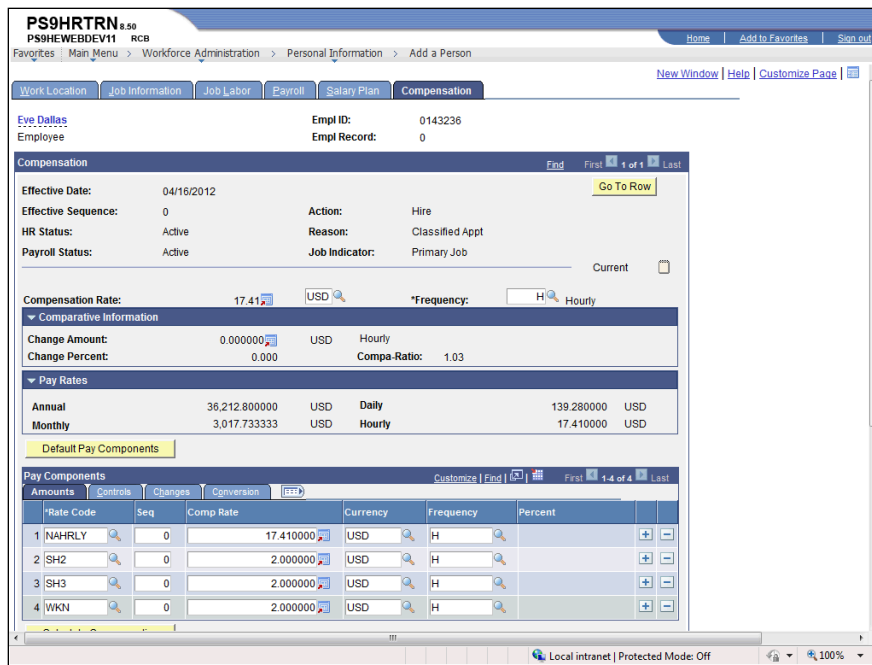 PS9HRTRN 8.50
PS9HEWEBDEV11 RCB
Home | Add to Favorites | Sign out
Favorites Main Menu > Workforce Administration > Personal Information > Add a Person
New Window | Help | Customize Page |
Work Location Job Information Job Labor Payroll Salary Plan Compensation
Eve Dallas Empl ID: 0143236
Employee Empl Record: 0
Compensation Find First 1 of 1 Last
Effective Date: 04/16/2012 Go To Row
Effective Sequence: 0 Action: Hire
HR Status: Active Reason: Classified Appt
Payroll Status: Active Job Indicator: Primary Job
Current
Compensation Rate: 17.41 USD *Frequency: H Hourly
Comparative Information
Change Amount: 0.000000 USD Hourly
Change Percent: 0.000 Compa-Ratio: 1.03
Pay Rates
Annual 36,212.800000 USD Daily 139.280000 USD
Monthly 3,017.733333 USD Hourly 17.410000 USD
Default Pay Components
Pay Components Customize | Find | First 1-4 of 4 Last
Amounts Controls Changes Conversion
*Rate Code Seq Comp Rate Currency Frequency Percent
1 NAHRLY 0 17.410000 USD H
2 SH2 0 2.000000 USD H
3 SH3 0 2.000000 USD H
4 WKN 0 2.000000 USD H
Local intranet | Protected Mode: Off 100%